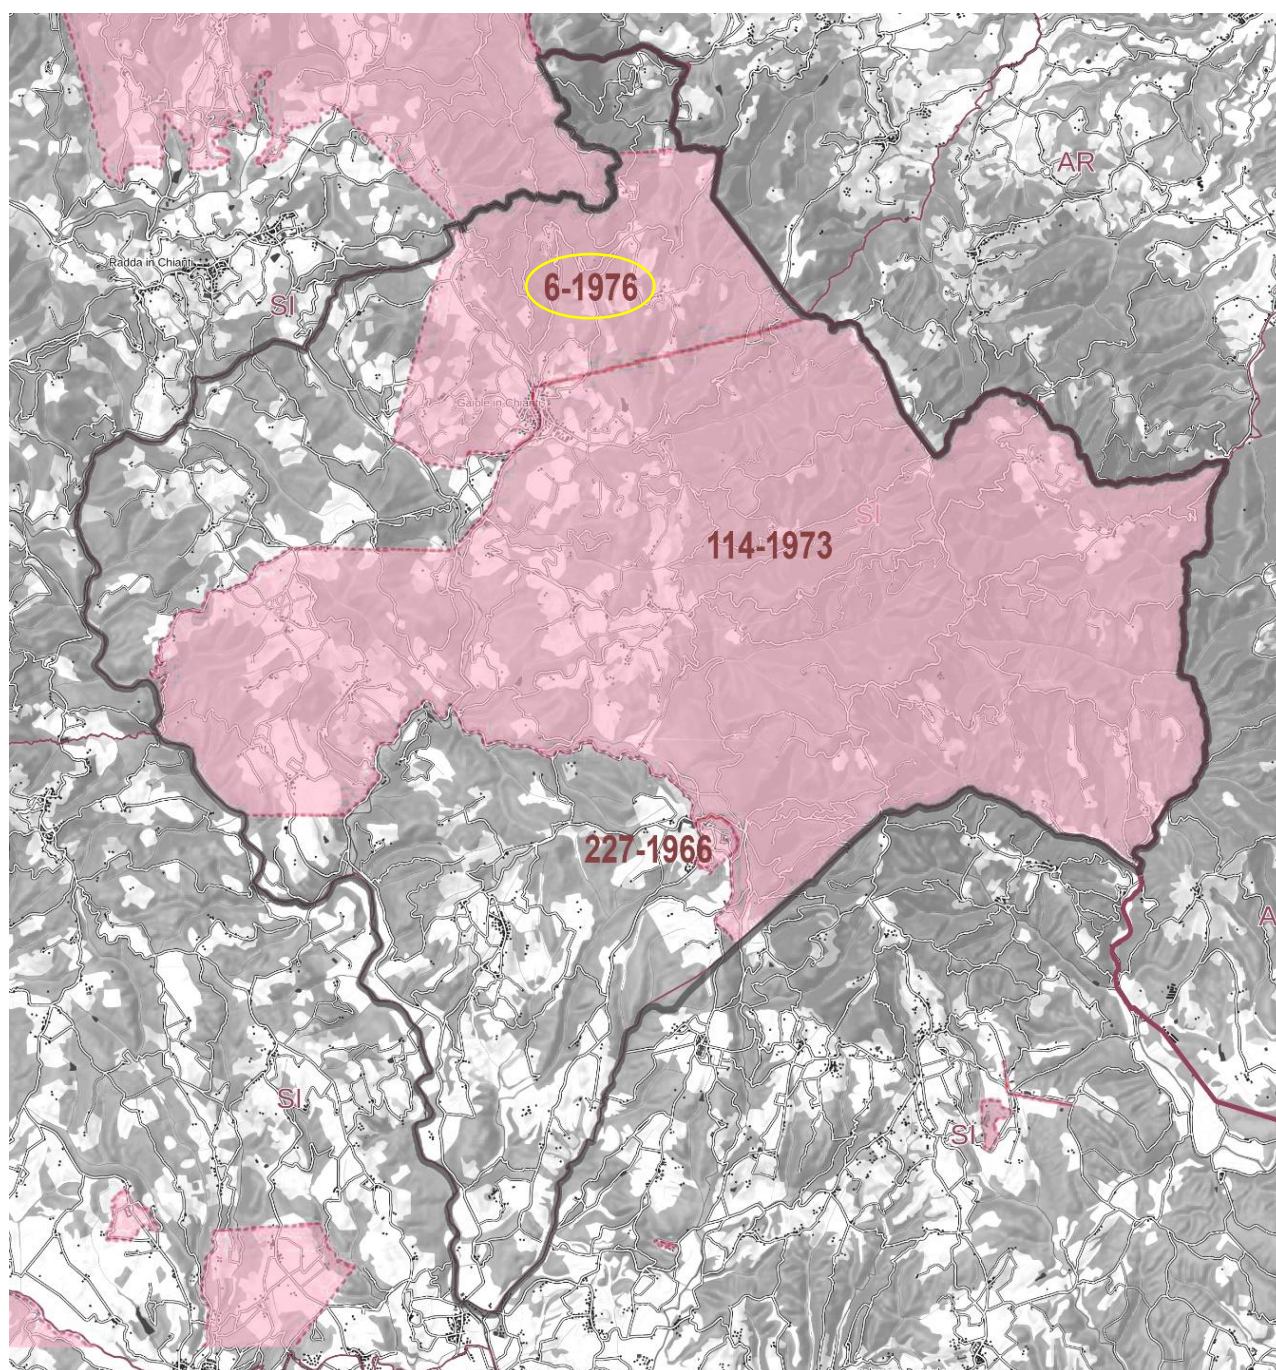 AR
Radda in Chianti
6-1976
SI
Gaiole in Chianti
SI
114-1973
227-1966
A
SI
SI